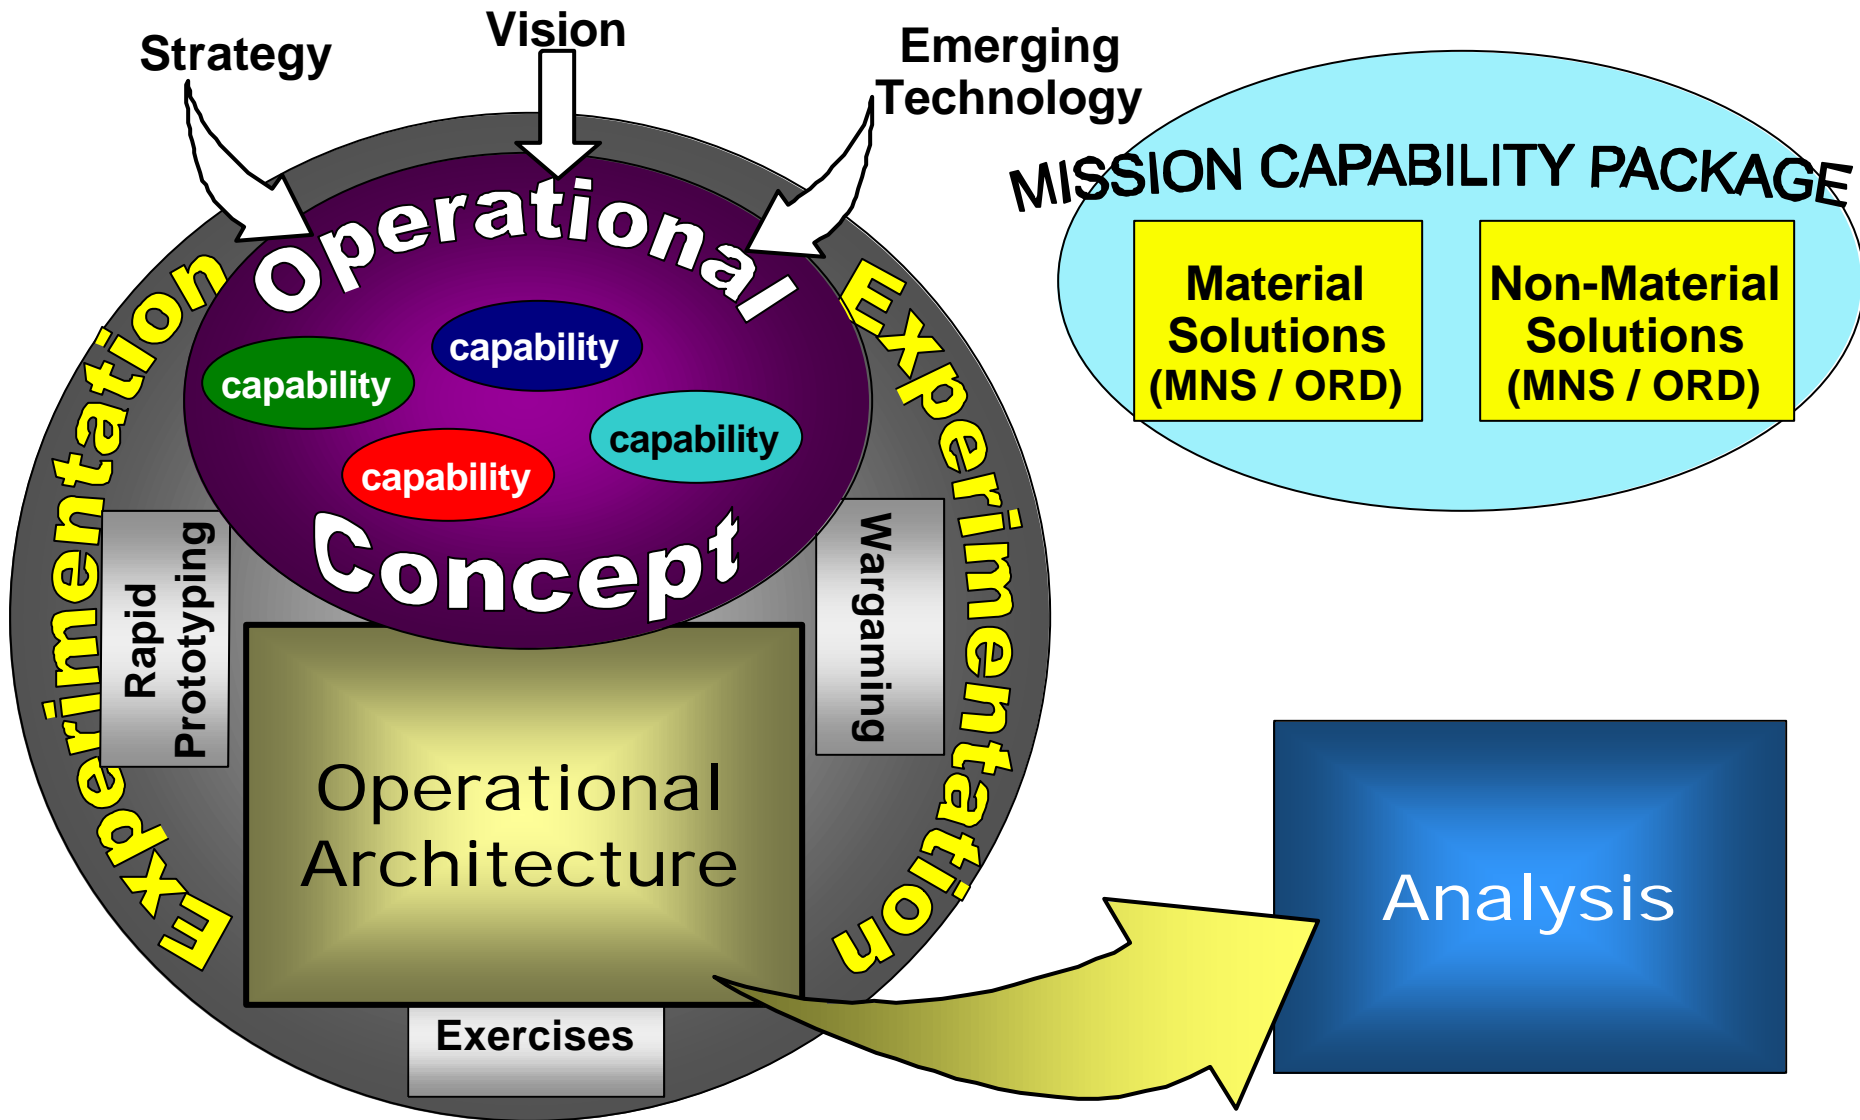 Strategy
Vision
Emerging
Technology
Operational
capability
capability
capability
capability
Concept
Experimentation
Experimentation
Rapid
Prototyping
Wargaming
Operational
Architecture
Exercises
MISSION CAPABILITY PACKAGE
Material
Solutions
(MNS / ORD)
Non-Material
Solutions
(MNS / ORD)
Analysis